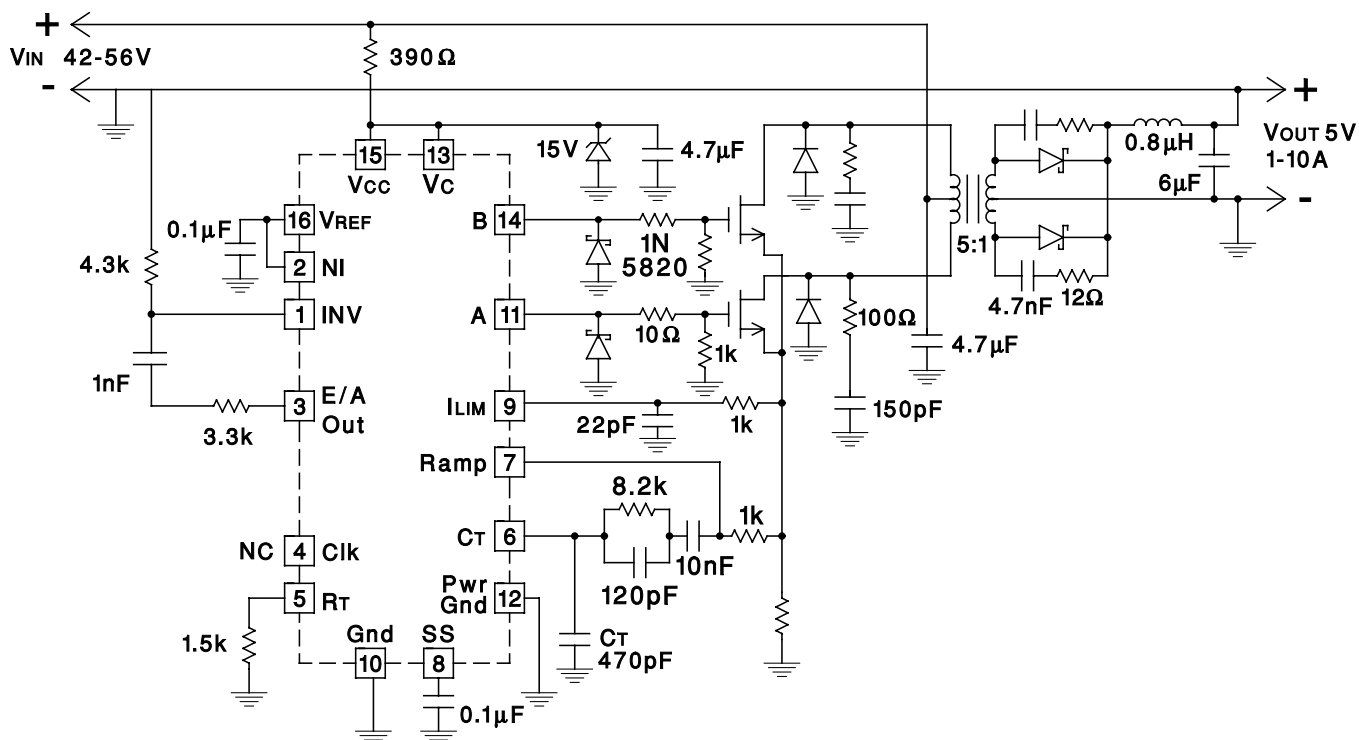 +
VIN 42-56V
-
390Ω
+
VOUT 5V
1-10A
-
15V
4.7µF
0.8µH
6µF
15
VCC
13
VC
16 VREF
0.1µF
2 NI
4.3k
1 INV
1nF
3 E/A
Out
3.3k
B 14
1N
5820
A 11
10Ω
1k
5:1
4.7nF
12Ω
100Ω
4.7µF
150pF
ILIM 9
22pF
1k
Ramp 7
8.2k
1k
CT 6
10nF
120pF
NC 4 Clk
Pwr
Gnd 12
5 RT
1.5k
Gnd
10
SS
8
CT
470pF
0.1µF